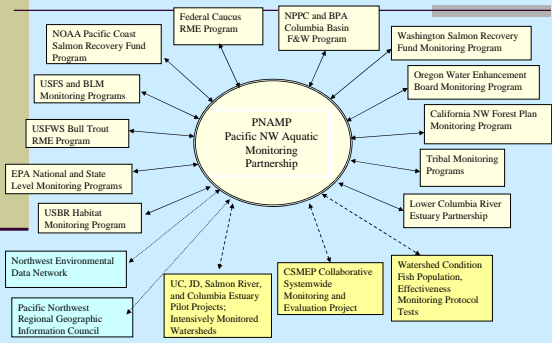 Federal Caucus
RME Program
NPPC and BPA
Columbia Basin
F&W Program
NOAA Pacific Coast
Salmon Recovery Fund
Program
Washington Salmon Recovery
Fund Monitoring Program
USFS and BLM
Monitoring Programs
Oregon Water Enhancement
Board Monitoring Program
PNAMP
Pacific NW Aquatic
Monitoring
Partnership
USFWS Bull Trout
RME Program
California NW Forest Plan
Monitoring Program
EPA National and State
Level Monitoring Programs
Tribal Monitoring
Programs
USBR Habitat
Monitoring Program
Lower Columbia River
Estuary Partnership
Northwest Environmental
Data Network
Pacific Northwest
Regional Geographic
Information Council
UC, JD, Salmon River,
and Columbia Estuary
Pilot Projects;
Intensively Monitored
Watersheds
CSMEP Collaborative
Systemwide
Monitoring and
Evaluation Project
Watershed Condition
Fish Population,
Effectiveness
Monitoring Protocol
Tests